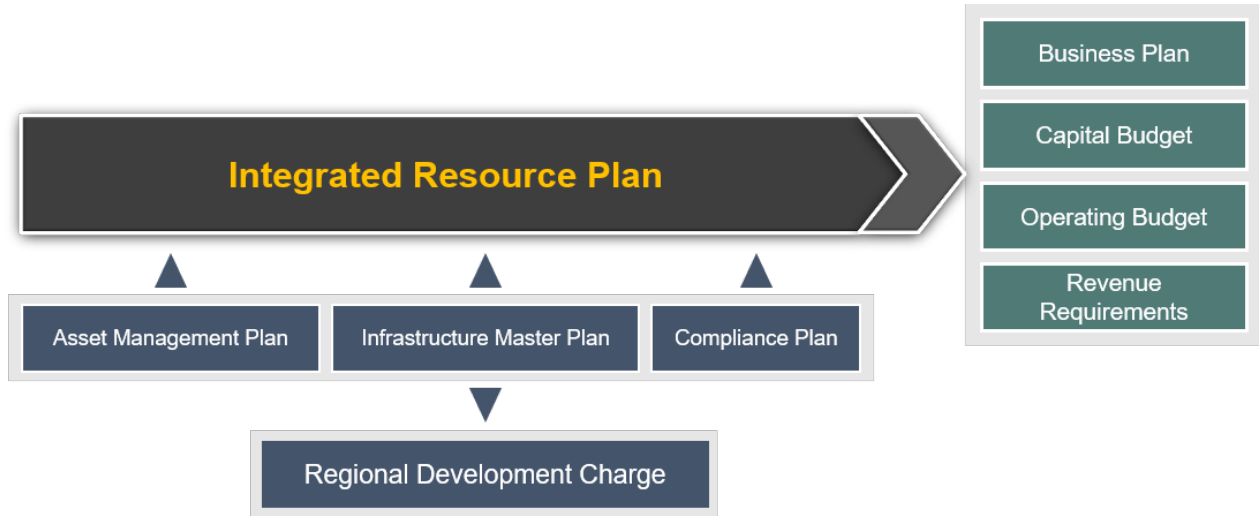 Integrated Resource Plan
Business Plan
Capital Budget
Operating Budget
Revenue
Requirements
Asset Management Plan
Infrastructure Master Plan
Compliance Plan
Regional Development Charge